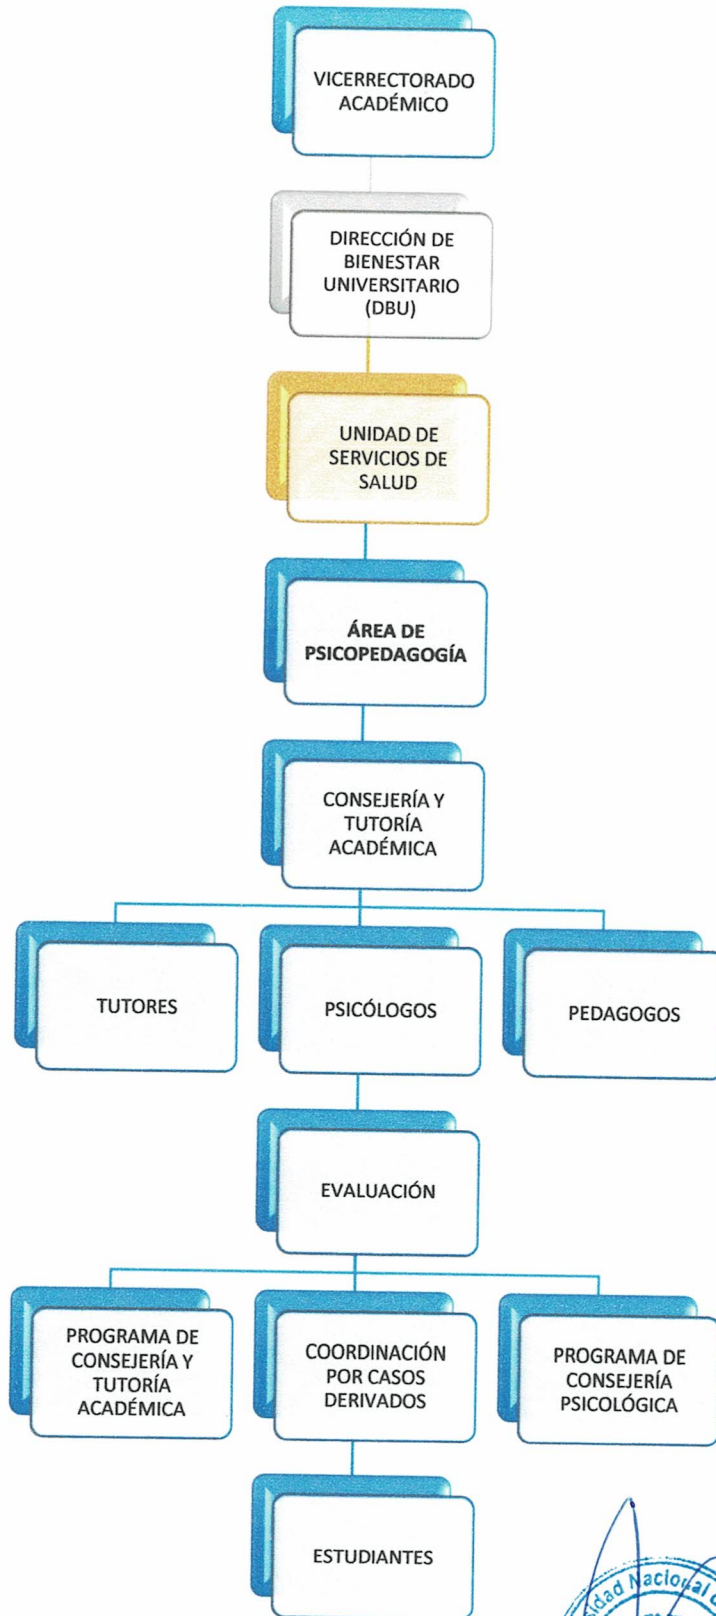 VICERRECTORADO
ACADÉMICO
DIRECCIÓN DE
BIENESTAR
UNIVERSITARIO
(DBU)
UNIDAD DE
SERVICIOS DE
SALUD
ÁREA DE
PSICOPEDAGOGÍA
CONSEJERÍA Y
TUTORÍA
ACADÉMICA
TUTORES
PSICÓLOGOS
PEDAGOGOS
EVALUACIÓN
PROGRAMA DE
CONSEJERÍA Y
TUTORÍA
ACADÉMICA
COORDINACIÓN
POR CASOS
DERIVADOS
PROGRAMA DE
CONSEJERÍA
PSICOLÓGICA
ESTUDIANTES
Nacional